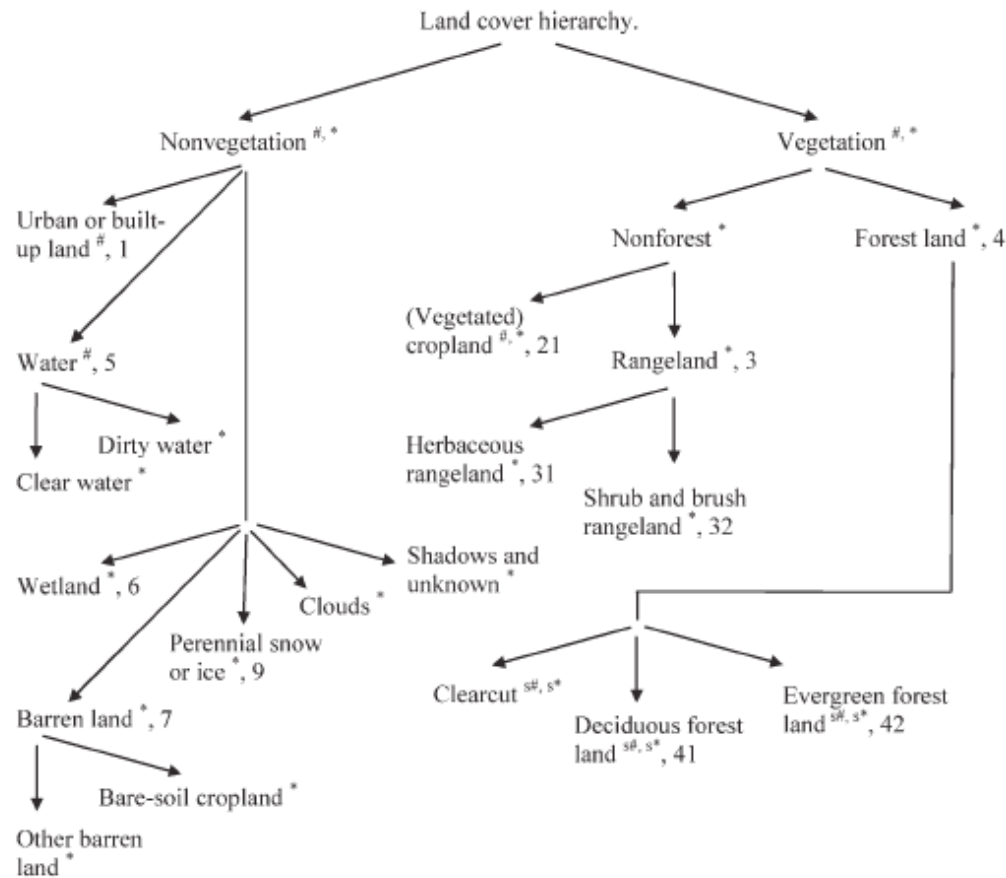 Land cover hierarchy.
Nonvegetation #, *
Vegetation #, *
Urban or built-
up land #, 1
Nonforest *
Forest land *, 4
(Vegetated)
cropland #, *, 21
Water #, 5
Rangeland *, 3
Dirty water *
Clear water *
Herbaceous
rangeland *, 31
Shrub and brush
rangeland *, 32
Wetland *, 6
Shadows and
unknown *
Clouds *
Perennial snow
or ice *, 9
Barren land *, 7
Clearcut s#, s*
Deciduous forest
land s#, s*, 41
Evergreen forest
land s#, s*, 42
Bare-soil cropland *
Other barren
land *